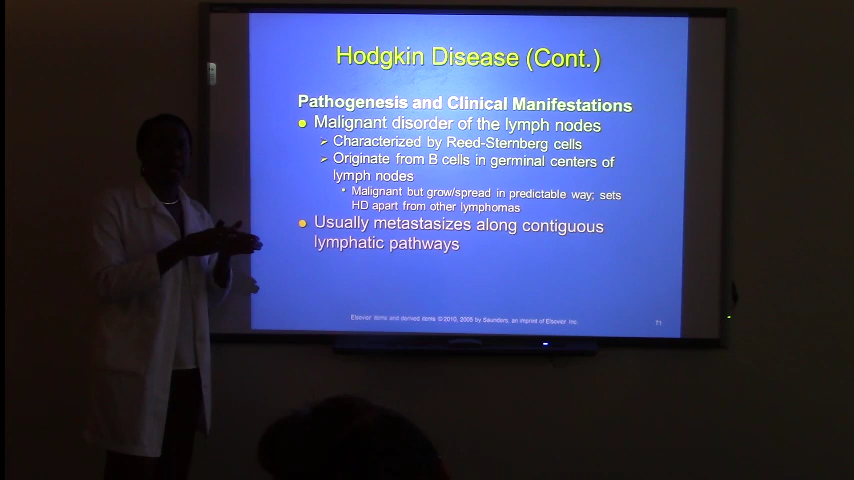 Hodgkin Disease (Cont.)
Pathogenesis and Clinical Manifestations
Malignant disorder of the lymph nodes
Characterized by Reed-Sternberg cells
Originate from B cells in germinal centers of
lymph nodes
Malignant but grow/spread in predictable way; sets
HD apart from other lymphomas
Usually metastasizes along contiguous
lymphatic pathways
Elsevier items and derived items © 2010, 2005 by Saunders, an imprint of Elsevier Inc.
71